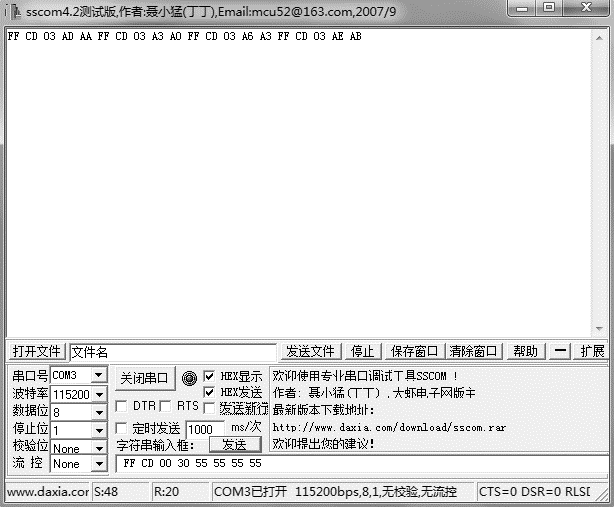 sscom4.2测试版,作者:聂小猛(丁丁),Email:mcu52@163.com,2007/9
FF CD 03 AD AA FF CD 03 A3 A0 FF CD 03 A6 A3 FF CD 03 AE AB
打开文件 文件名 发送文件 停止 保存窗口 清除窗口 帮助 — 扩展
串口号 COM3 关闭串口 HEX显示
波特率 115200 HEX发送
数据位 8 DTR RTS 发送新行
停止位 1 定时发送 1000 ms/次
校验位 None 字符串输入框: 发送
流 控 None FF CD 00 30 55 55 55 55
欢迎使用专业串口调试工具SSCOM !
作者: 聂小猛(丁丁),大虾电子网版主
最新版本下载地址:
http://www.daxia.com/download/sscom.rar
欢迎提出您的建议!
www.daxia.cor S:48 R:20 COM3已打开 115200bps,8,1,无校验,无流控 CTS=0 DSR=0 RLSI